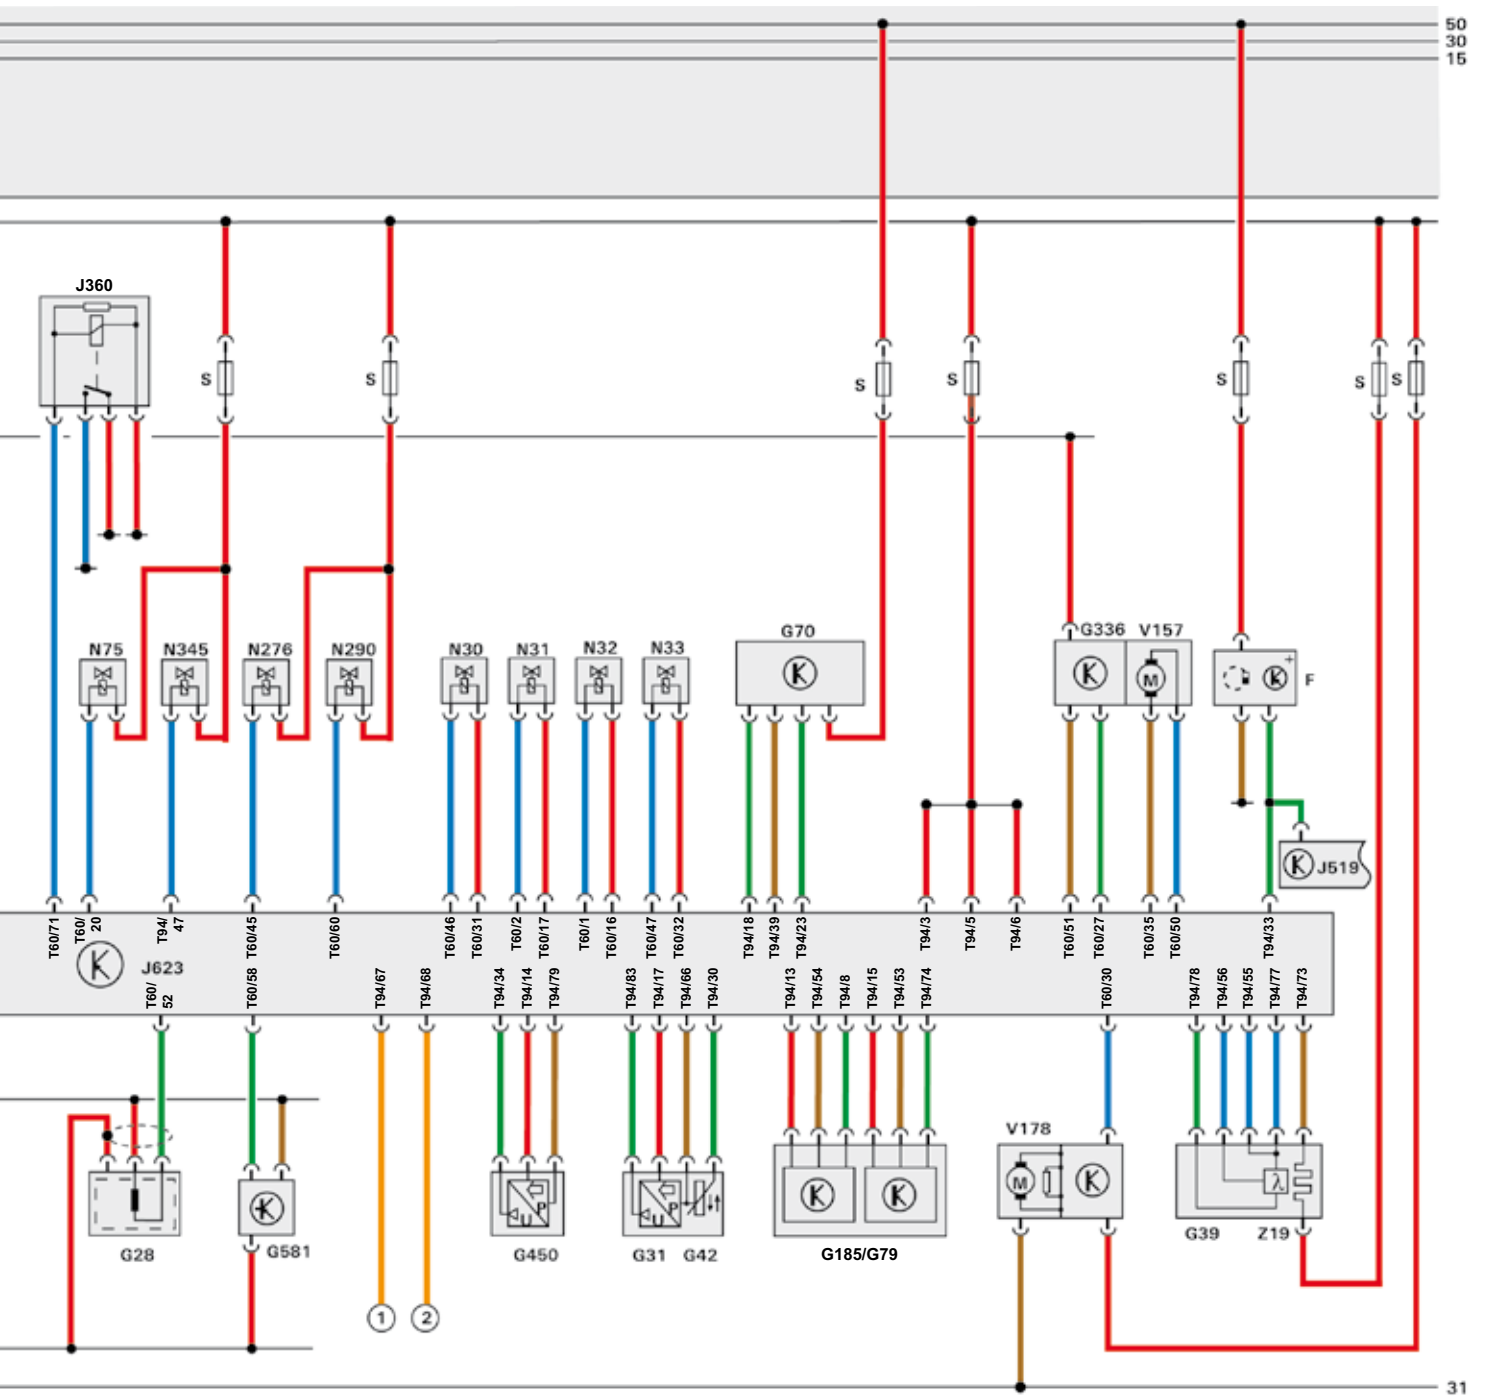 50
30
15
J360
S
S
S
S
S
S
S
N75
N345
N276
N290
N30
N31
N32
N33
G70
G336
V157
M
F
K
K
K
+
K
J519
T60/71
T60/
20
T94/
47
T60/45
T60/60
T60/46
T60/31
T60/2
T60/17
T60/1
T60/16
T60/47
T60/32
T94/18
T94/39
T94/23
T94/3
T94/5
T94/6
T60/51
T60/27
T60/35
T60/50
T94/33
K
J623
T60/
52
T60/58
T94/67
T94/68
T94/34
T94/14
T94/79
T94/83
T94/17
T94/66
T94/30
T94/13
T94/54
T94/8
T94/15
T94/53
T94/74
T60/30
T94/78
T94/56
T94/55
T94/77
T94/73
V178
M
K
λ
K
K
K
P
U
P
U
G28
G581
G450
G31
G42
G185/G79
G39
Z19
1
2
31